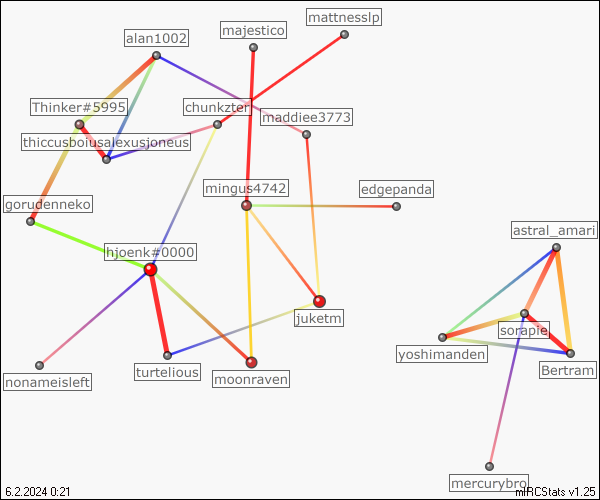 mattnesslp
majestico
alan1002
Thinker#5995
chunkzter
maddiee3773
thiccusboiusalexusjoneus
mingus4742
edgepanda
gorudenneko
astral_amari
hjoenk#0000
juketm
sorapie
yoshimanden
Bertram
turtelious
moonraven
nonameisleft
mercurybro
6.2.2024 0:21
mIRCStats v1.25